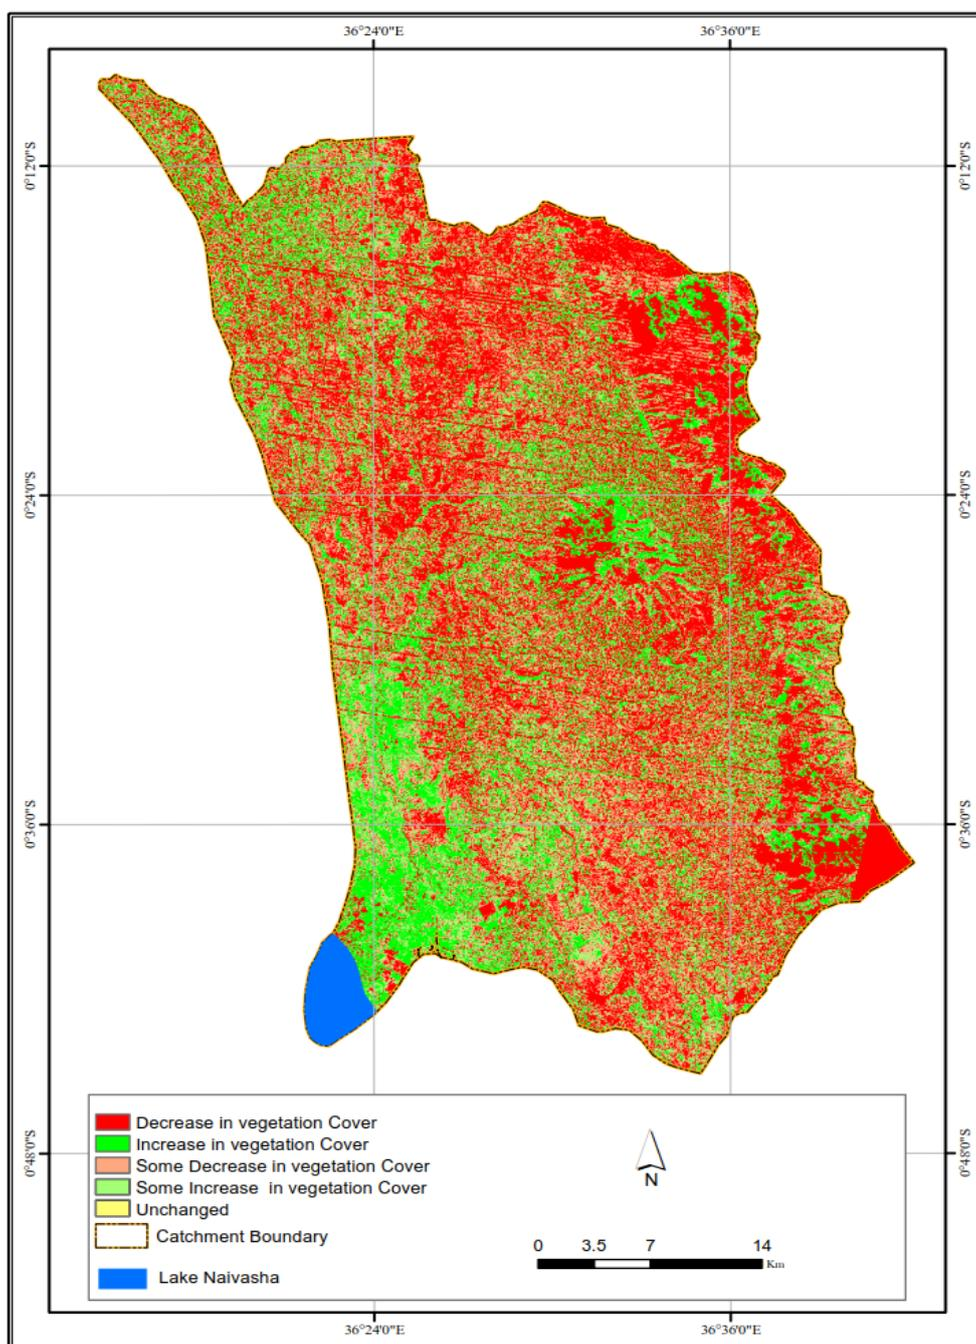 36°24'0"E 36°36'0"E
0°12'0"S 0°12'0"S
0°24'0"S 0°24'0"S
0°36'0"S 0°36'0"S
0°48'0"S 0°48'0"S
Decrease in vegetation Cover
Increase in vegetation Cover
Some Decrease in vegetation Cover
Some Increase in vegetation Cover
Unchanged
Catchment Boundary
Lake Naivasha
N
0 3.5 7 14
Km
36°24'0"E 36°36'0"E